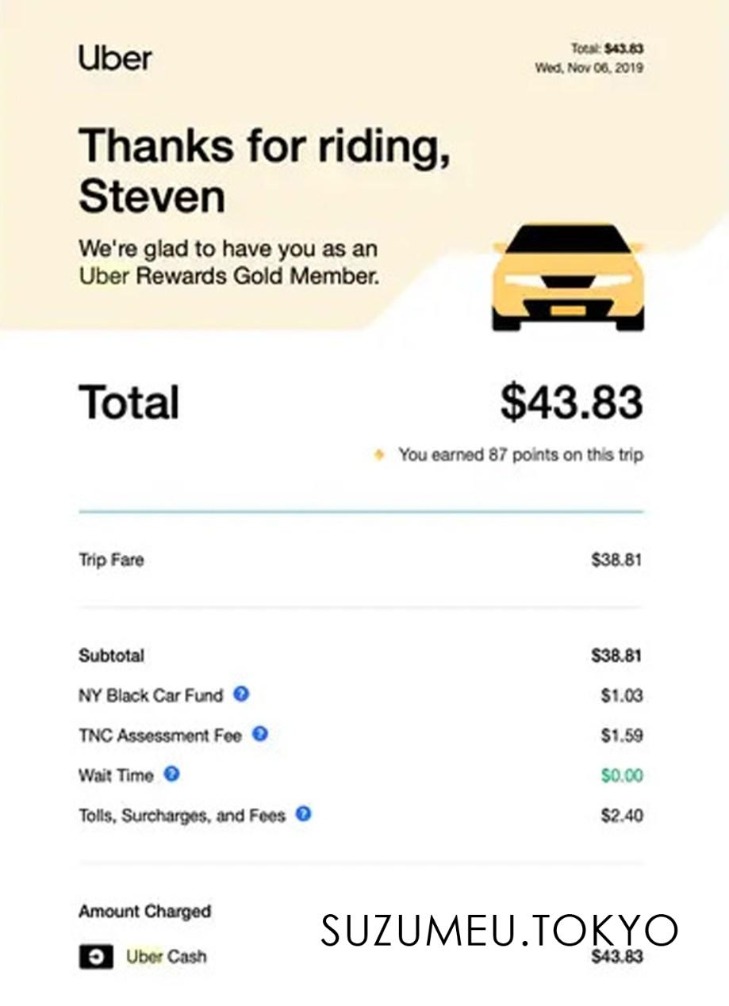 Uber
Total: $43.83
Wed, Nov 06, 2019
Thanks for riding,
Steven
We're glad to have you as an
Uber Rewards Gold Member.
Total $43.83
You earned 87 points on this trip
Trip Fare $38.81
Subtotal $38.81
NY Black Car Fund ? $1.03
TNC Assessment Fee ? $1.59
Wait Time ? $0.00
Tolls, Surcharges, and Fees ? $2.40
Amount Charged
SUZUMEU.TOKYO
Uber Cash $43.83